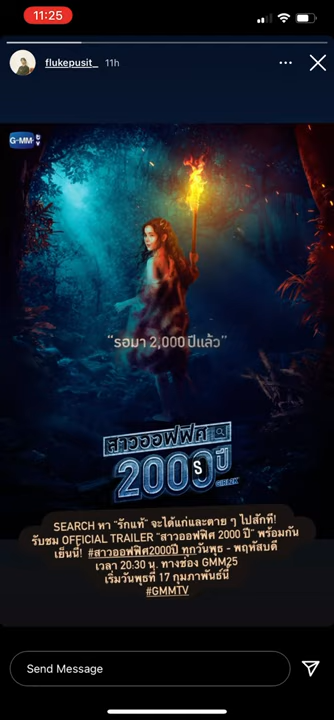 11:25
flukepusit_ 11h
G-MM TV
“รอมา 2,000 ปีแล้ว”
สาวออฟฟิศ
2000 ปี
SEARCH หา "รักแท้" จะได้แก่และตาย ๆ ไปสักที!
รับชม OFFICIAL TRAILER "สาวออฟฟิศ 2000 ปี" พร้อมกัน
เย็นนี้! #สาวออฟฟิศ2000ปี ทุกวันพุธ - พฤหัสบดี
เวลา 20.30 น. ทางช่อง GMM25
เริ่มวันพุธที่ 17 กุมภาพันธ์นี้
#GMMTV
Send Message